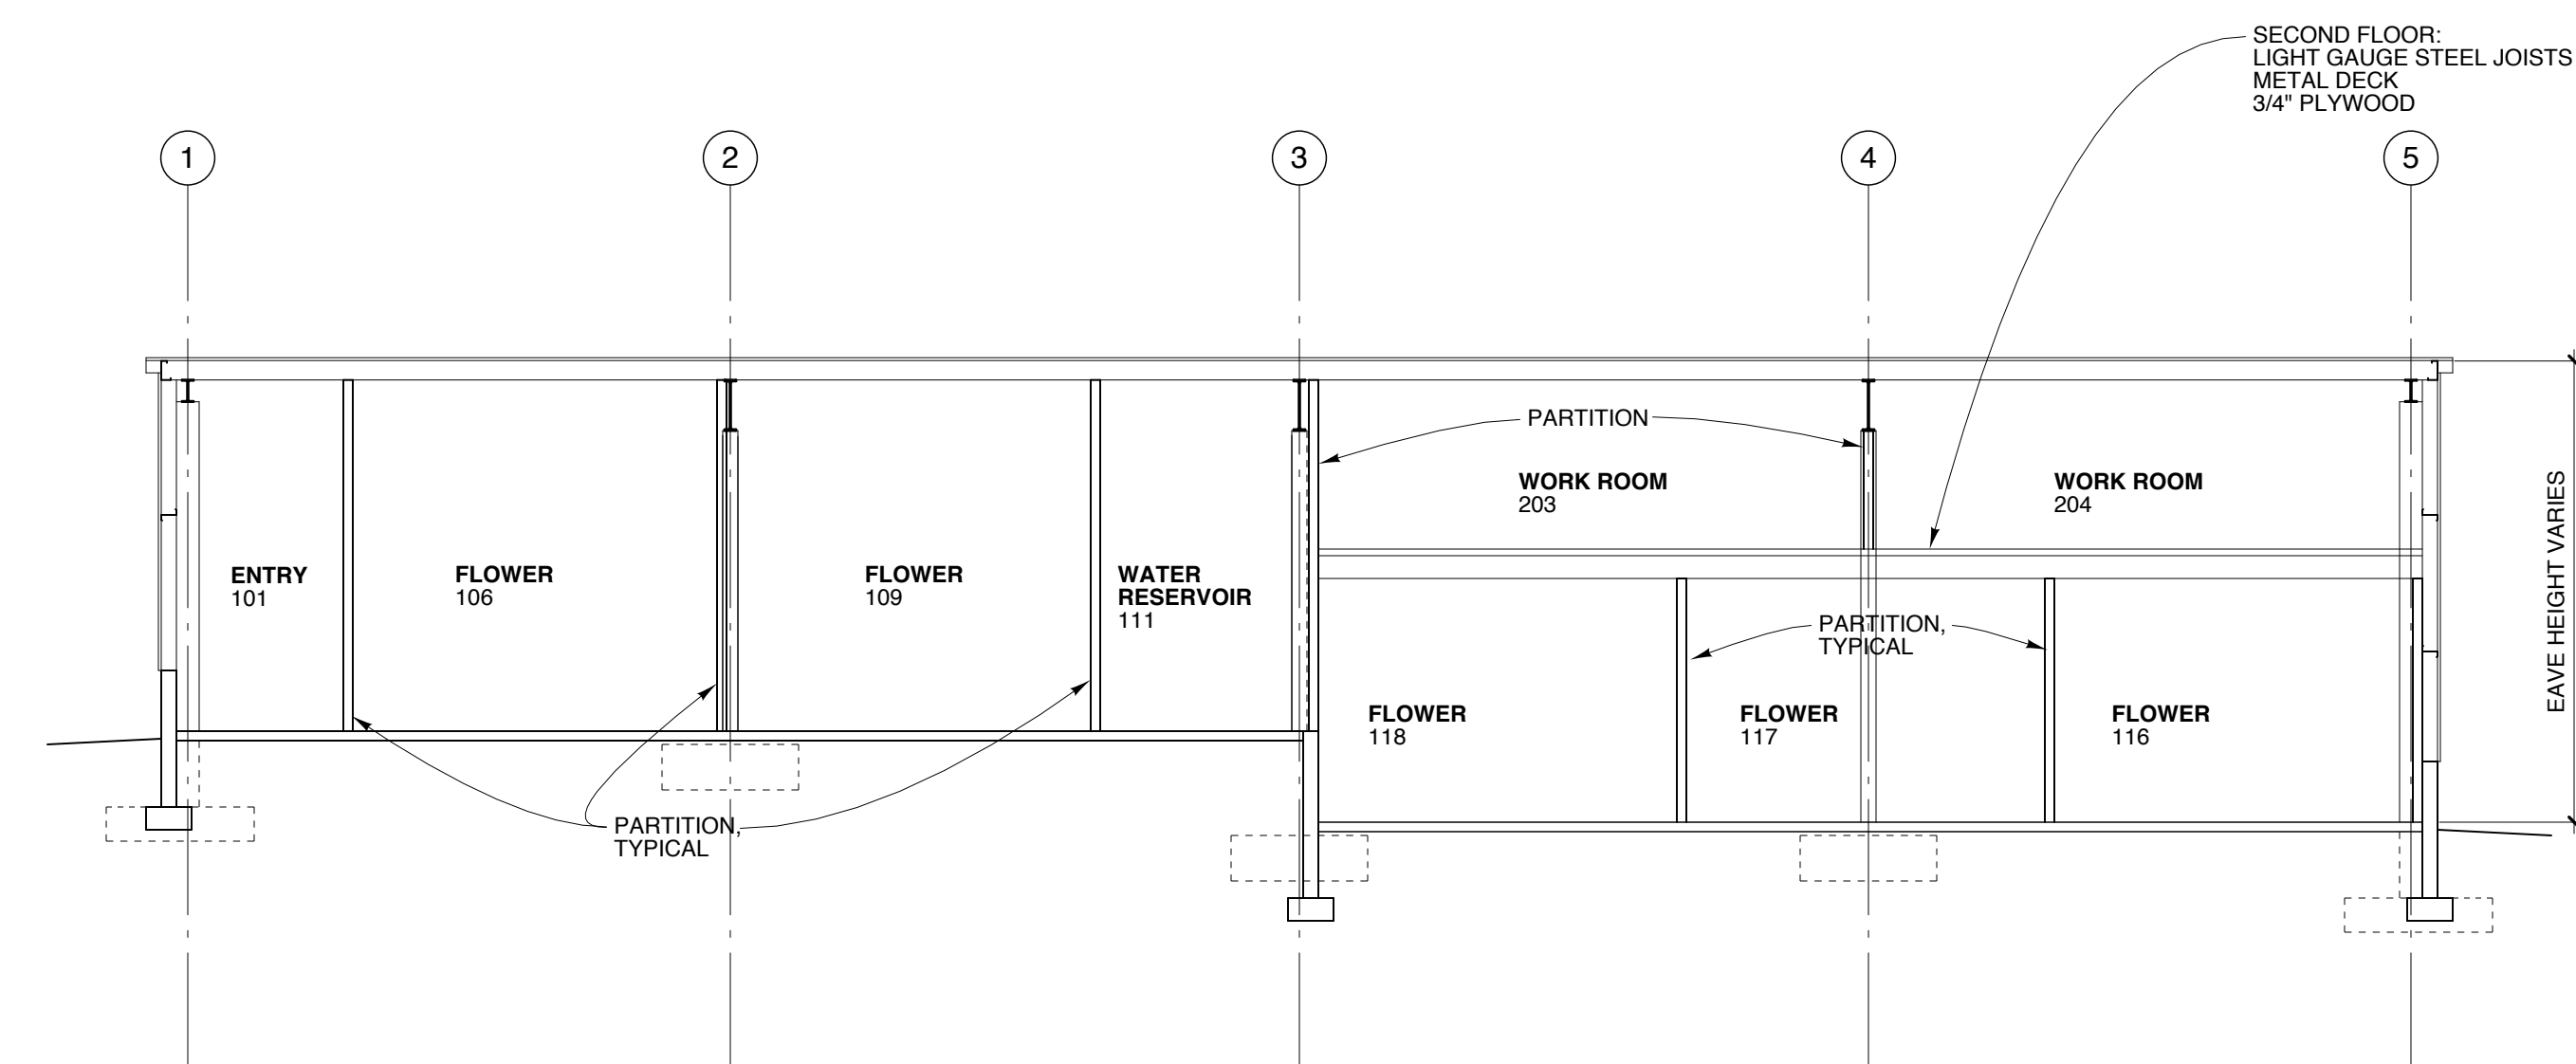 SECOND FLOOR:
LIGHT GAUGE STEEL JOISTS
METAL DECK
3/4" PLYWOOD
1
2
3
4
5
PARTITION
WORK ROOM
203
WORK ROOM
204
EAVE HEIGHT VARIES
ENTRY
101
FLOWER
106
FLOWER
109
WATER
RESERVOIR
111
PARTITION,
TYPICAL
FLOWER
118
FLOWER
117
FLOWER
116
PARTITION,
TYPICAL